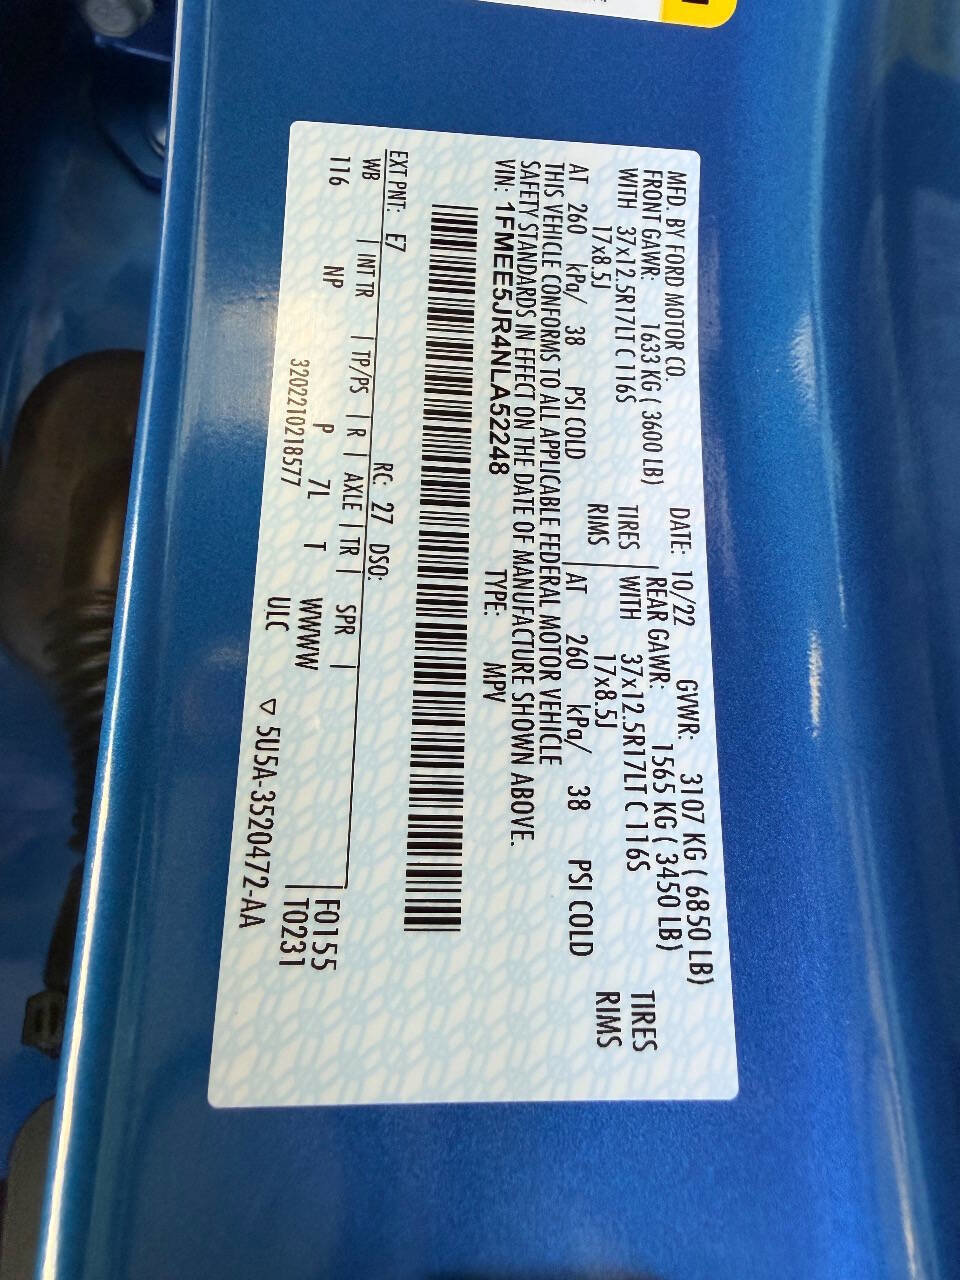 MFD. BY FORD MOTOR CO. DATE: 10/22 GVWR: 3107 KG ( 6850 LB)
FRONT GAWR: 1633 KG ( 3600 LB) REAR GAWR: 1565 KG ( 3450 LB)
WITH 37x12.5R17LT C 116S TIRES WITH 37x12.5R17LT C 116S TIRES
17x8.5J RIMS 17x8.5J RIMS
AT 260 kPa/ 38 PSI COLD AT 260 kPa/ 38 PSI COLD
THIS VEHICLE CONFORMS TO ALL APPLICABLE FEDERAL MOTOR VEHICLE
SAFETY STANDARDS IN EFFECT ON THE DATE OF MANUFACTURE SHOWN ABOVE.
VIN: 1FMEE5JR4NLA52248 TYPE: MPV
EXT PNT: E7 RC: 27 DSO:
WB | INT TR | TP/PS | R | AXLE | TR | SPR | F0155
116 NP P 7L T WWWW T0231
3202210218577 ULC ▽ 5U5A-3520472-AA